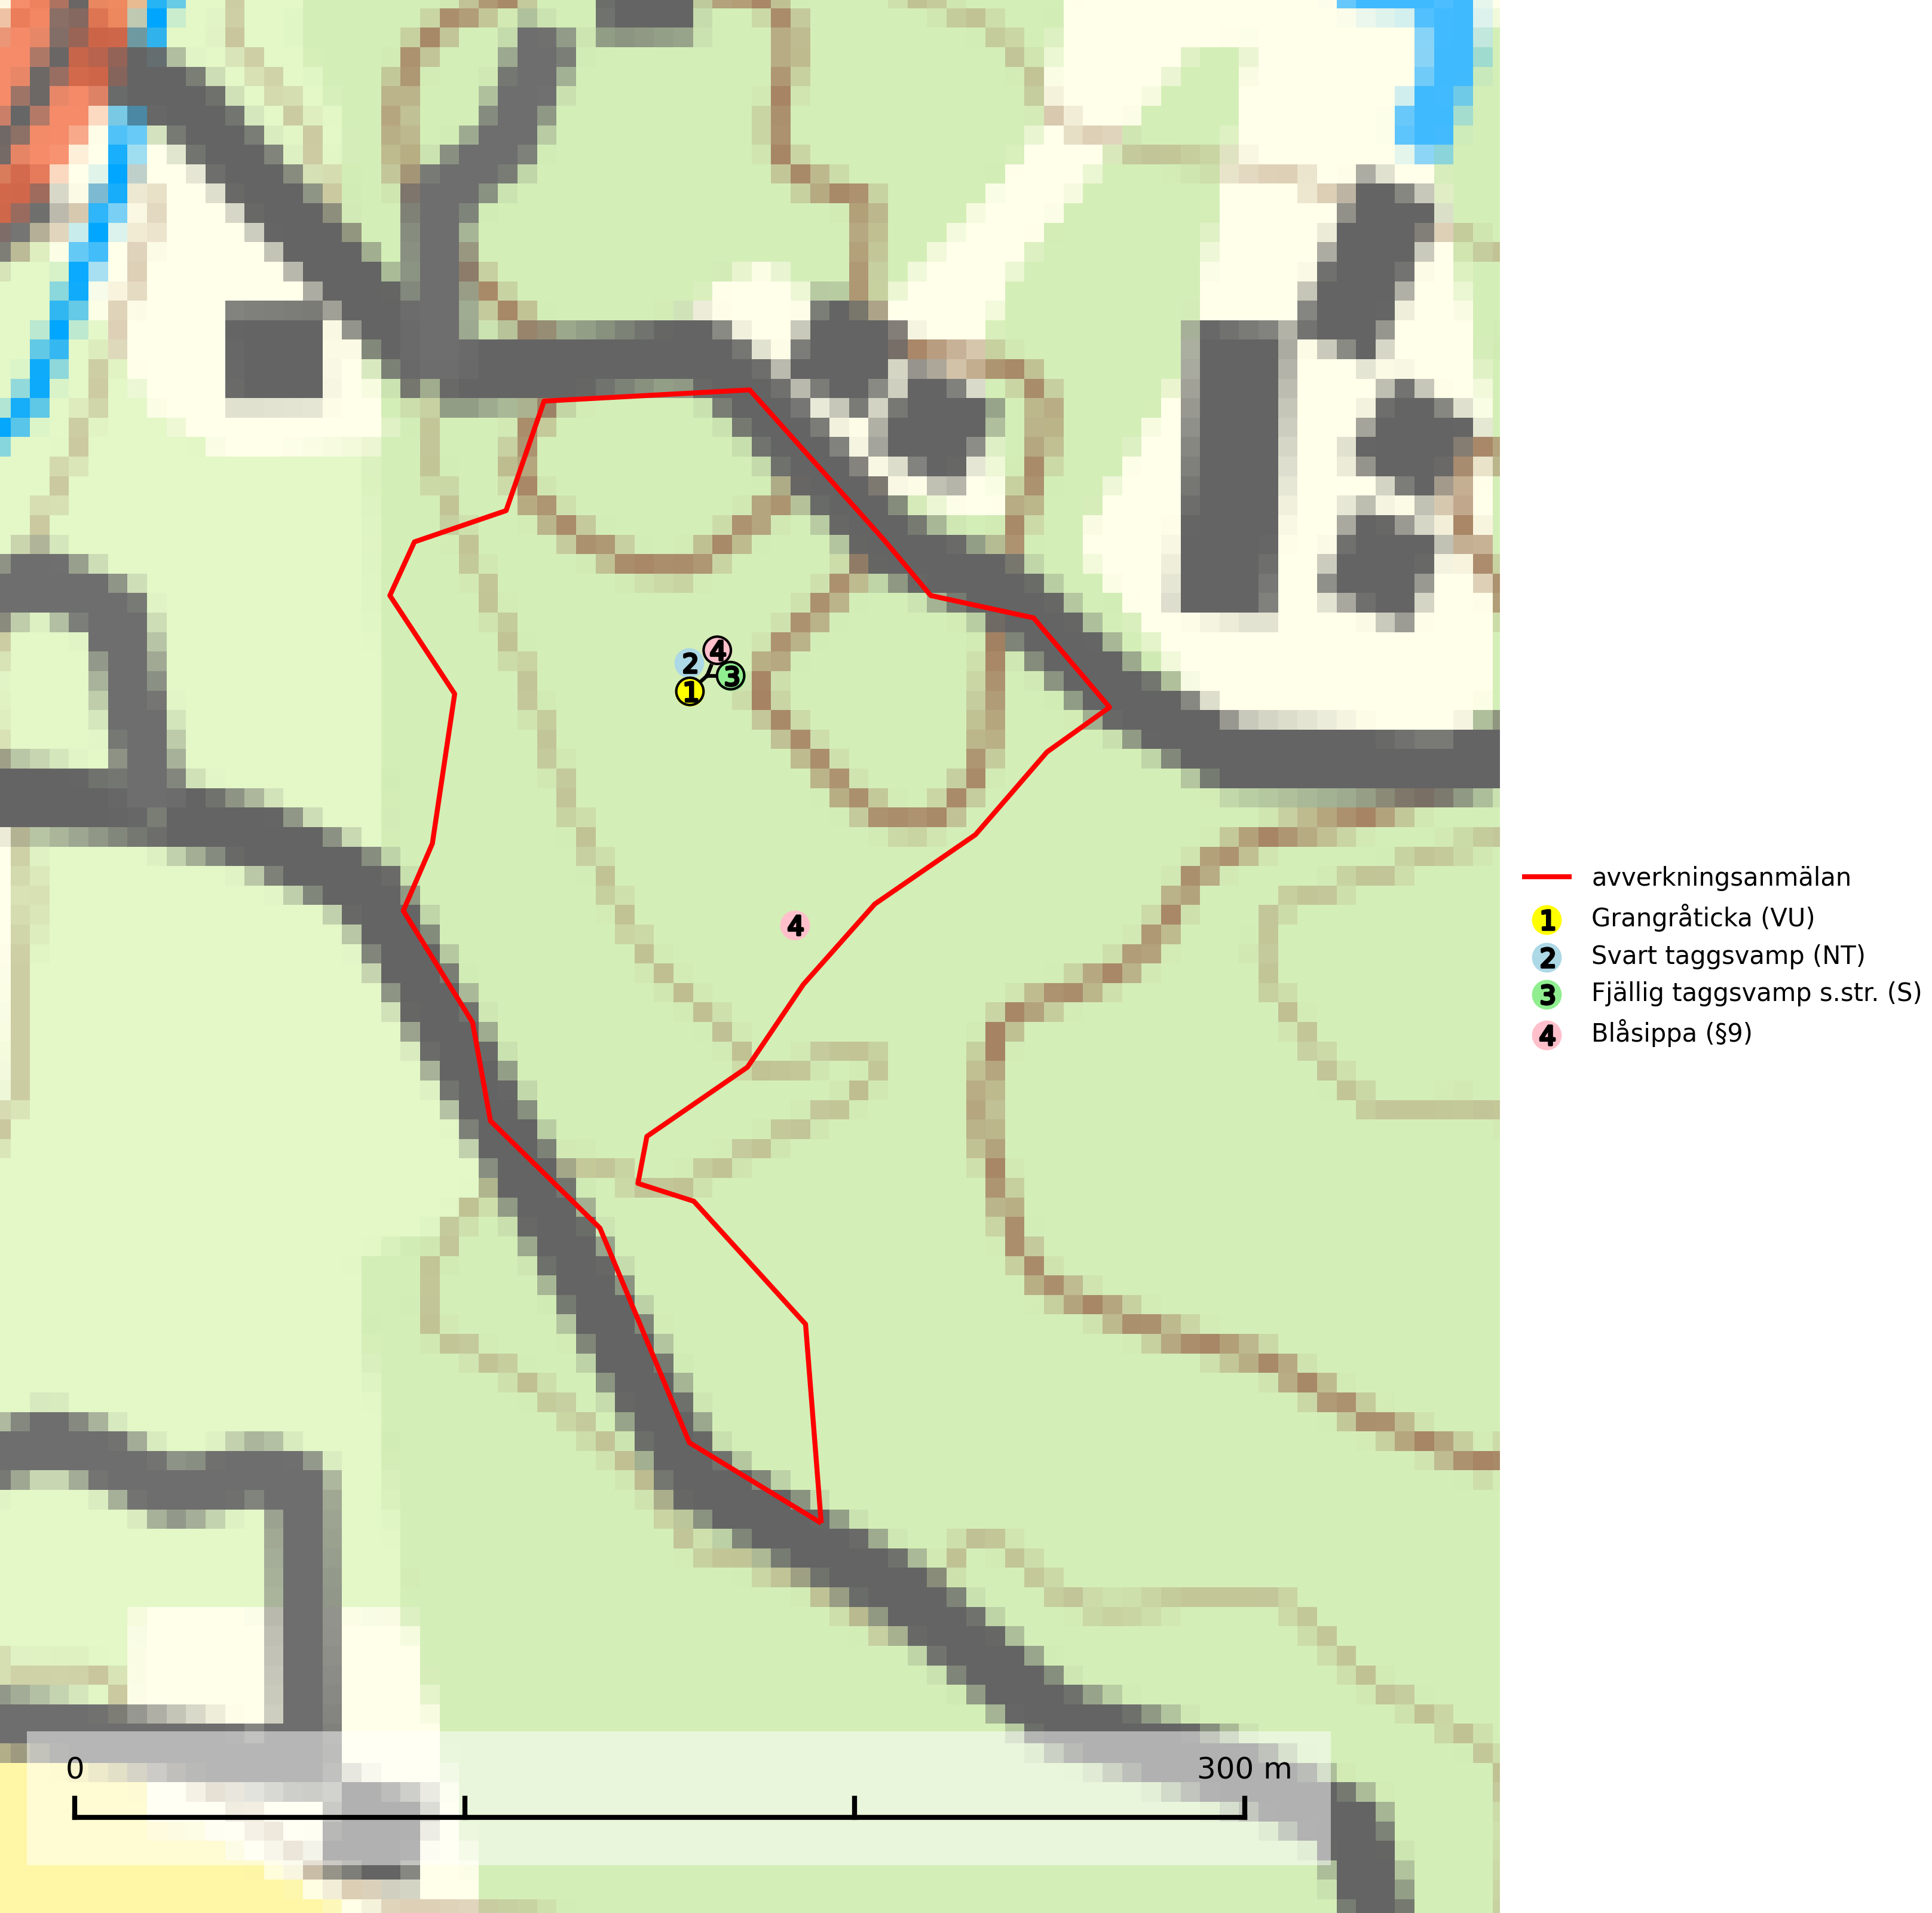 4
2
3
1
4
avverkningsanmälan
1 Grangråticka (VU)
2 Svart taggsvamp (NT)
3 Fjällig taggsvamp s.str. (S)
4 Blåsippa (§9)
0 300 m